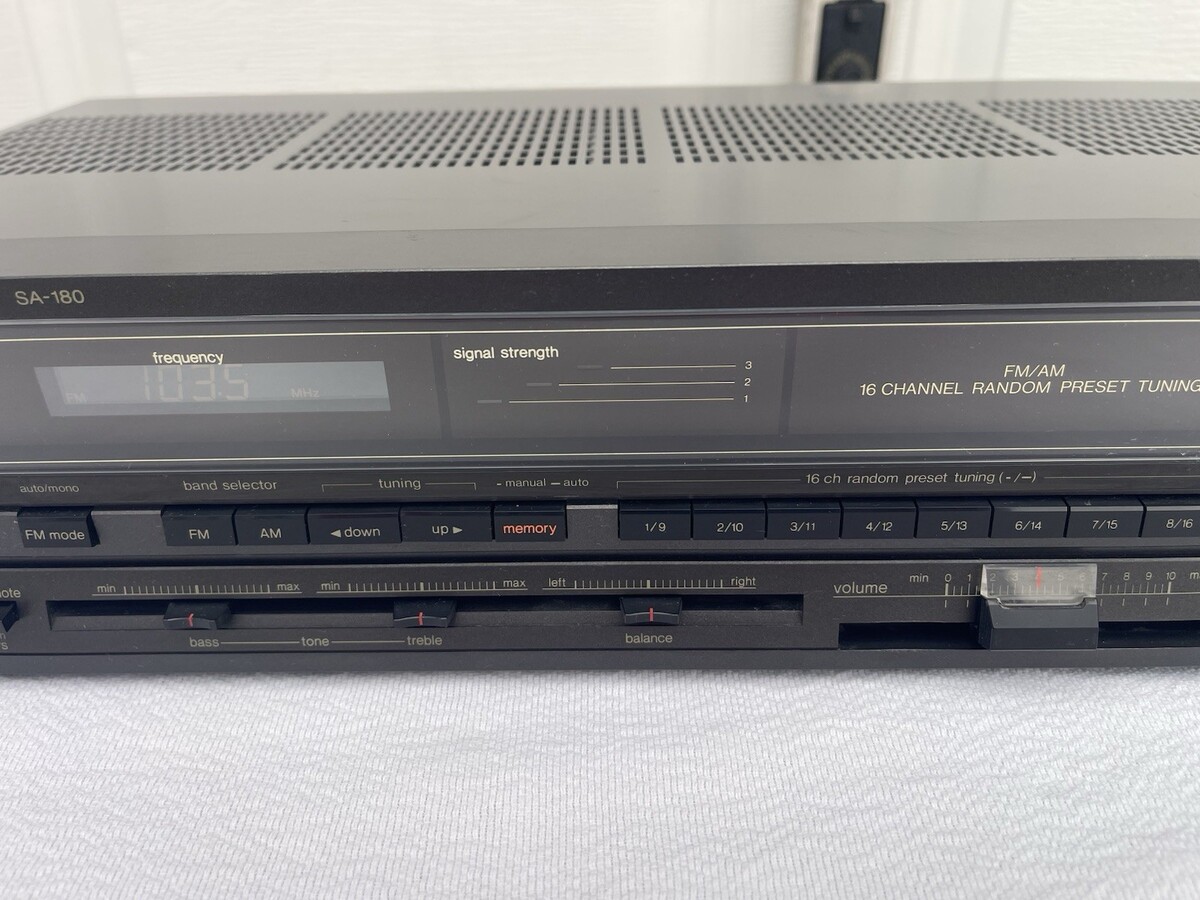 SA-180
frequency
FM 103.5 MHz
signal strength
3
2
1
FM/AM
16 CHANNEL RANDOM PRESET TUNING
auto/mono
band selector
tuning
- manual — auto
16 ch random preset tuning (-/—)
FM mode
FM
AM
◄ down
up ►
memory
1/9
2/10
3/11
4/12
5/13
6/14
7/15
8/16
min max
min max
left right
volume
min 0 1 2 3 5 6 7 8 9 10
bass
tone
treble
balance